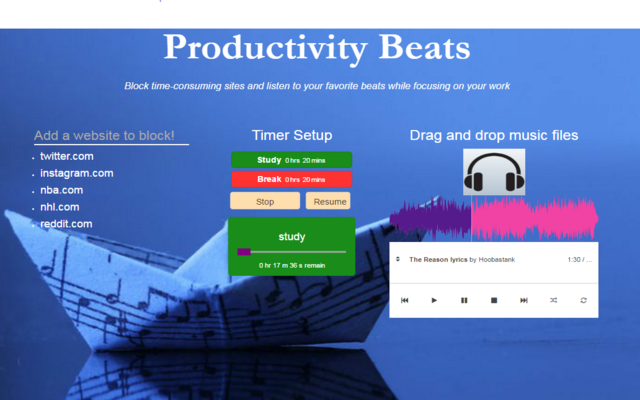 Productivity Beats
Block time-consuming sites and listen to your favorite beats while focusing on your work
Add a website to block!
twitter.com
instagram.com
nba.com
nhl.com
reddit.com
Timer Setup
Study 0 hrs 20 mins
Break 0 hrs 20 mins
Stop Resume
study
0 hr 17 m 36 s remain
Drag and drop music files
The Reason lyrics by Hoobastank 1:30 / ...